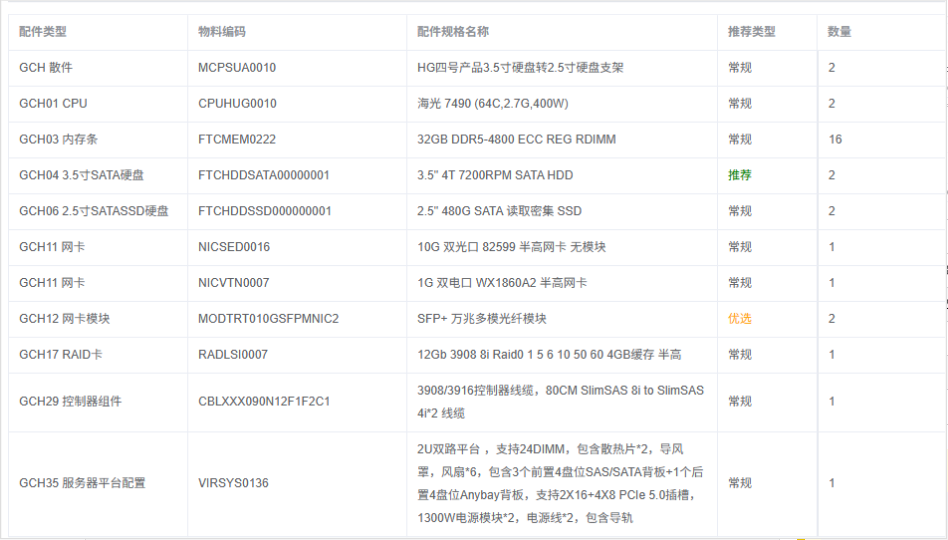 配件类型 物料编码 配件规格名称 推荐类型 数量
GCH 散件 MCPSUA0010 HG四号产品3.5寸硬盘转2.5寸硬盘支架 常规 2
GCH01 CPU CPUHUG0010 海光 7490 (64C,2.7G,400W) 常规 2
GCH03 内存条 FTCMEM0222 32GB DDR5-4800 ECC REG RDIMM 常规 16
GCH04 3.5寸SATA硬盘 FTCHDDSATA00000001 3.5" 4T 7200RPM SATA HDD 推荐 2
GCH06 2.5寸SATASSD硬盘 FTCHDDSSD000000001 2.5" 480G SATA 读取密集 SSD 常规 2
GCH11 网卡 NICSED0016 10G 双光口 82599 半高网卡 无模块 常规 1
GCH11 网卡 NICVTN0007 1G 双电口 WX1860A2 半高网卡 常规 1
GCH12 网卡模块 MODTRT010GSFPMNIC2 SFP+ 万兆多模光纤模块 优选 2
GCH17 RAID卡 RADLSI0007 12Gb 3908 8i Raid0 1 5 6 10 50 60 4GB缓存 半高 常规 1
GCH29 控制器组件 CBLXXX090N12F1F2C1 3908/3916控制器线缆，80CM SlimSAS 8i to SlimSAS
4i*2 线缆 常规 1
GCH35 服务器平台配置 VIRSYS0136 2U双路平台 ，支持24DIMM，包含散热片*2，导风
罩，风扇*6，包含3个前置4盘位SAS/SATA背板+1个后
置4盘位Anybay背板，支持2X16+4X8 PCIe 5.0插槽，
1300W电源模块*2，电源线*2，包含导轨 常规 1